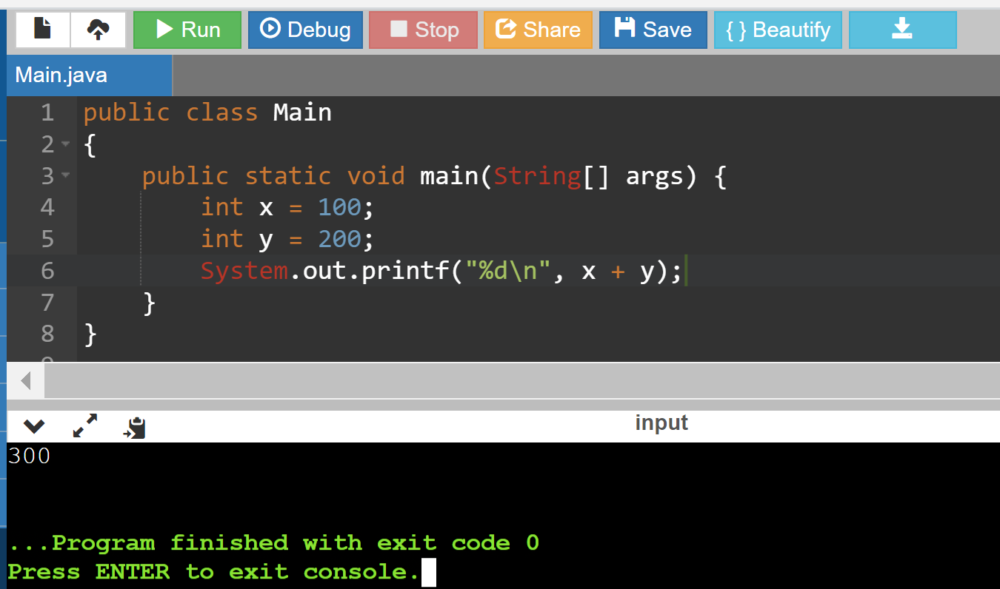 Run Debug Stop Share Save { } Beautify
Main.java
1 public class Main
2 {
3     public static void main(String[] args) {
4         int x = 100;
5         int y = 200;
6         System.out.printf("%d\n", x + y);
7     }
8 }
input
300
...Program finished with exit code 0
Press ENTER to exit console.